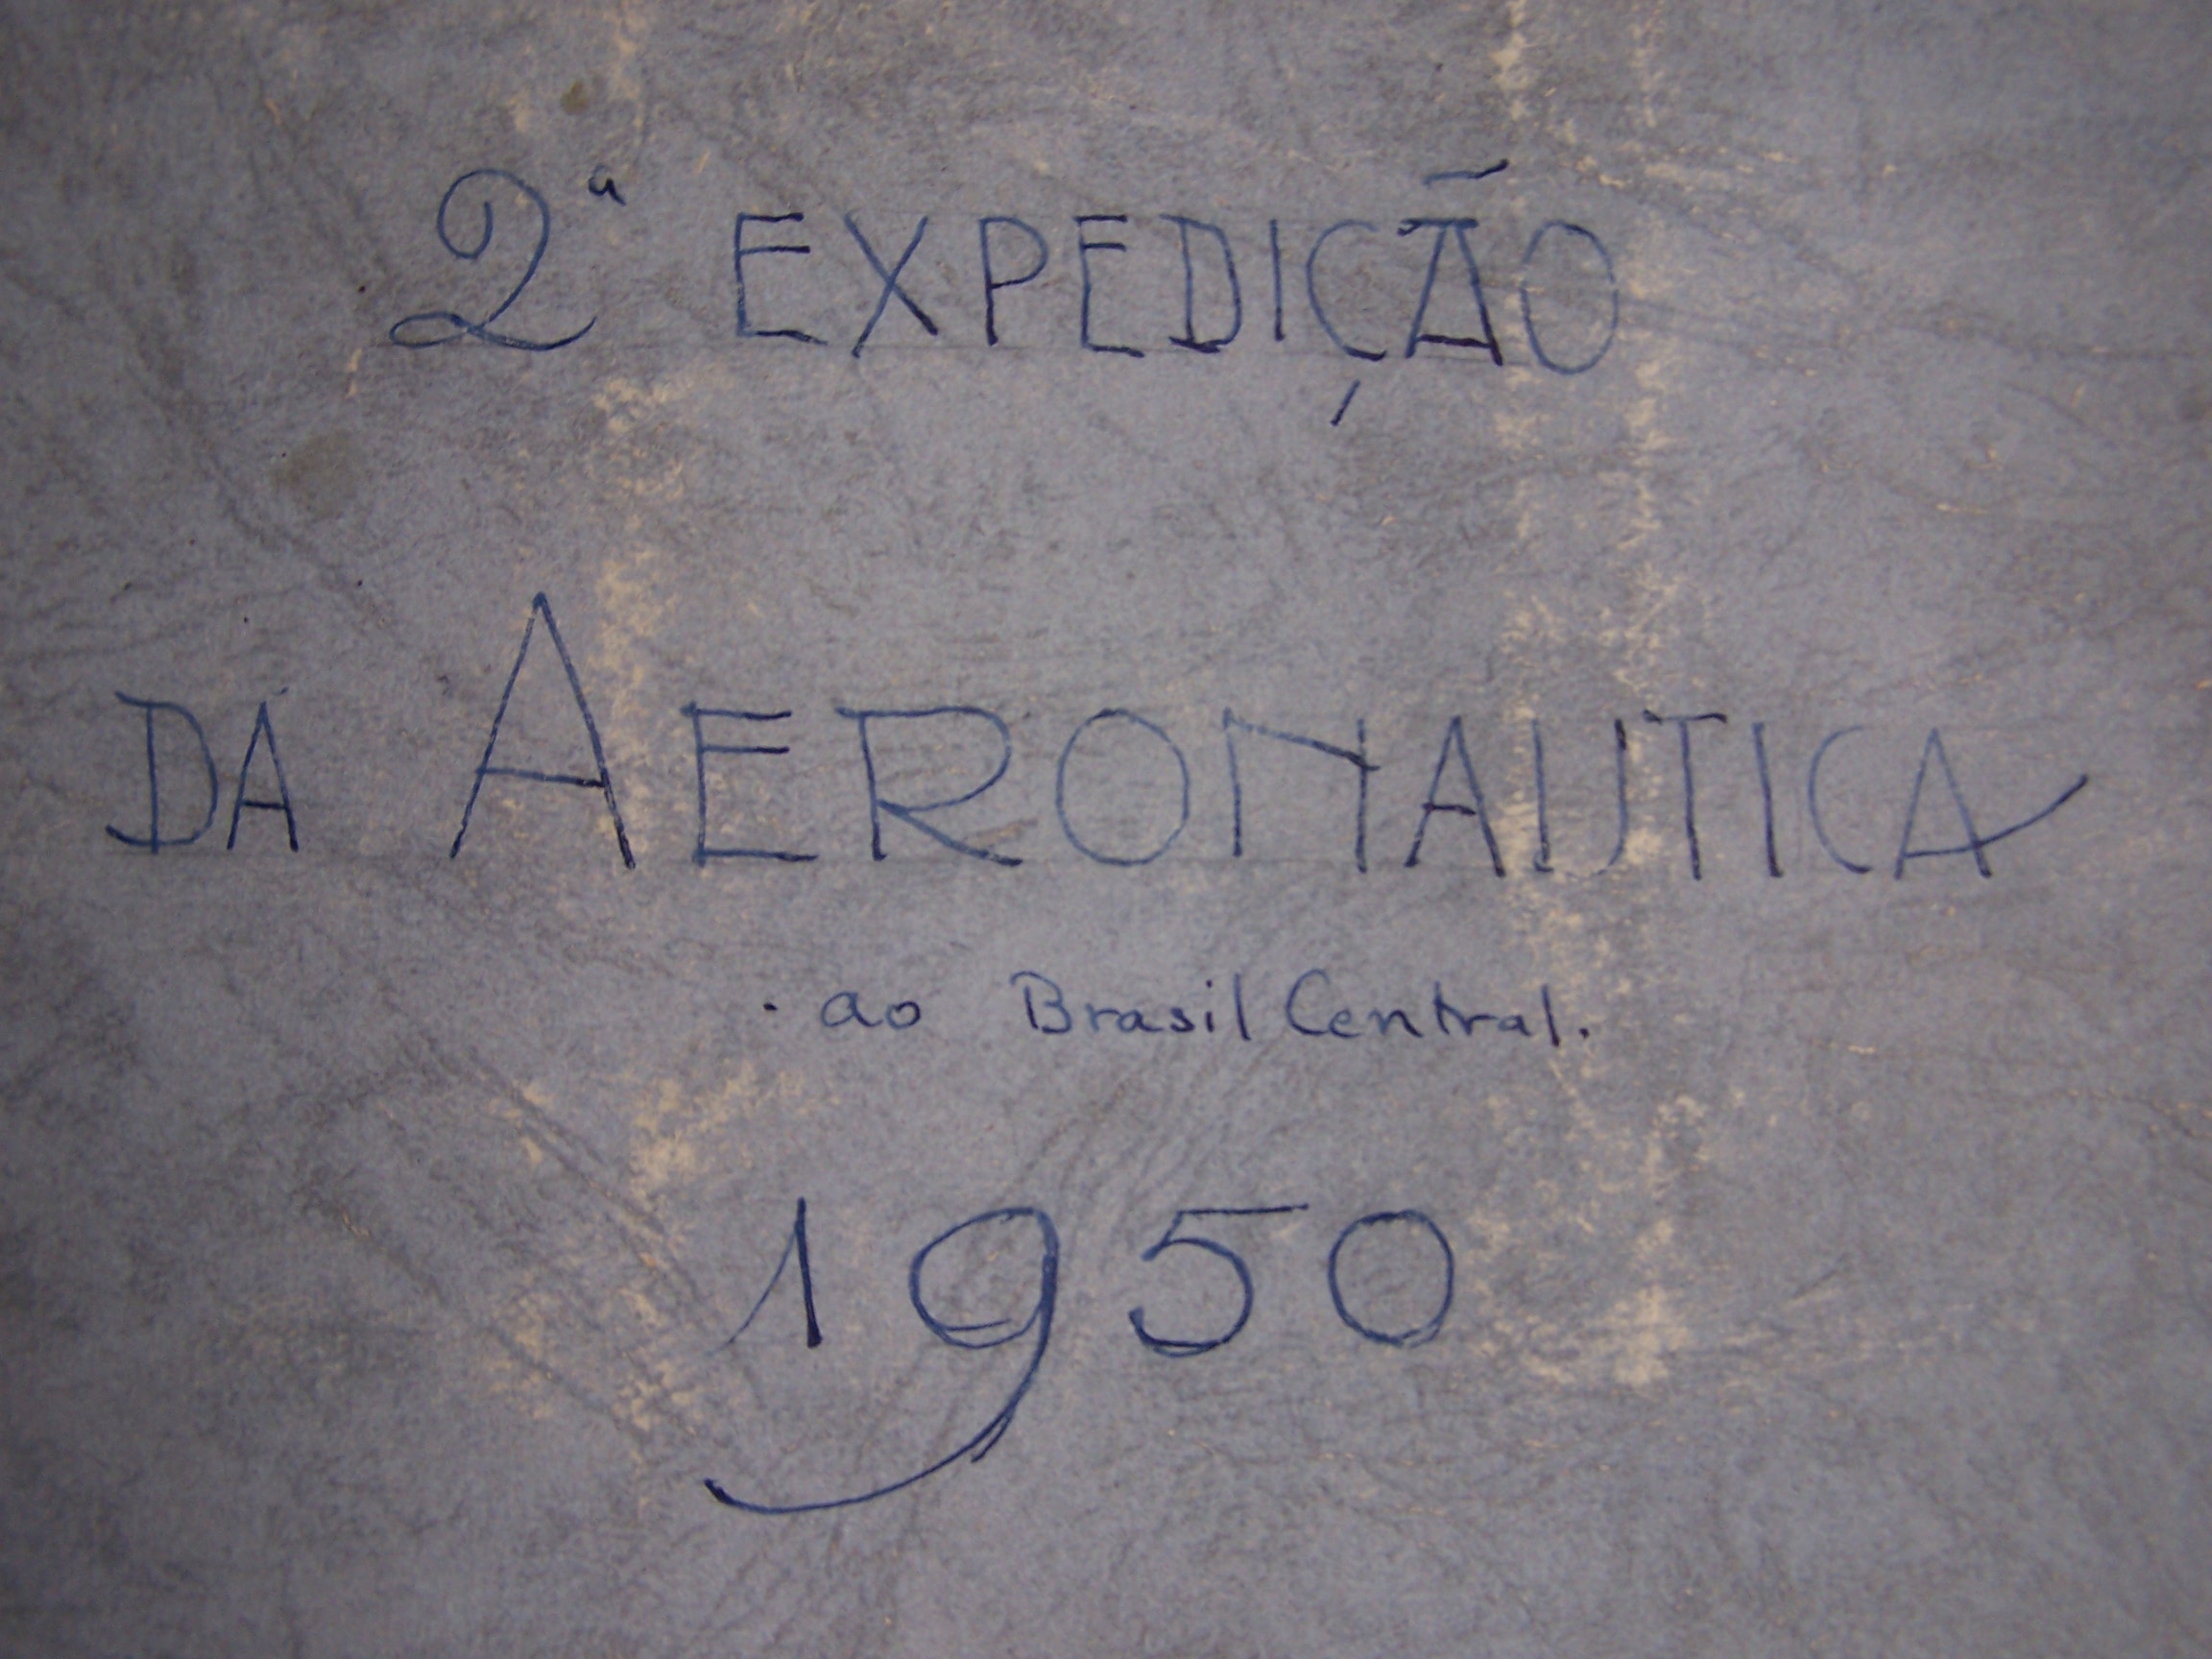 2ª EXPEDIÇÃO
DA AERONAUTICA
. ao Brasil Central.
1950